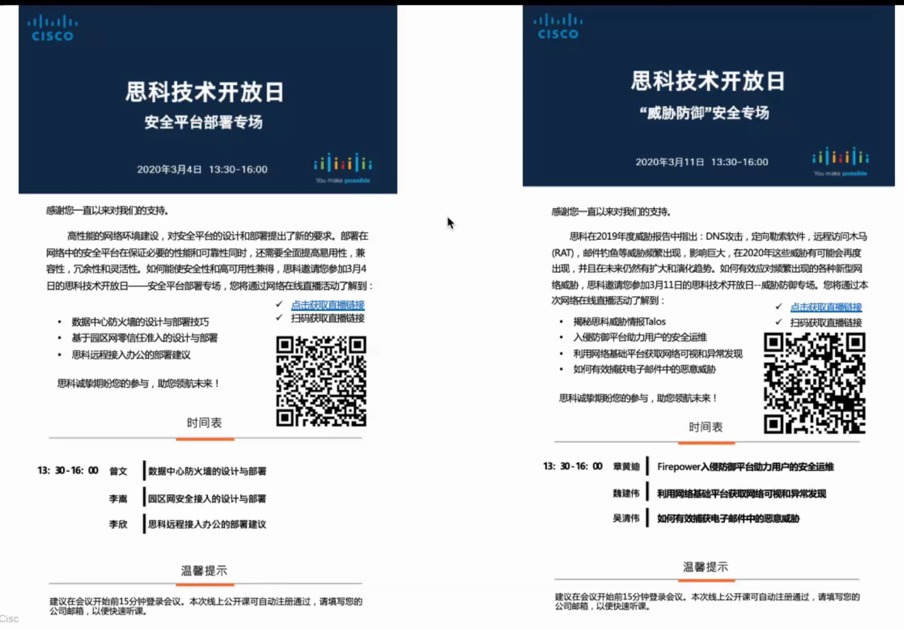 CISCO
思科技术开放日
安全平台部署专场
2020年3月4日 13:30-16:00
You make possible
感谢您一直以来对我们的支持。
高性能的网络环境建设，对安全平台的设计和部署提出了新的要求。部署在
网络中的安全平台在保证必要的性能和可靠性同时，还需要全面提高易用性，兼
容性，冗余性和灵活性。如何能使安全性和高可用性兼得，思科邀请您参加3月4
日的思科技术开放日——安全平台部署专场，您将通过网络在线直播活动了解到：
✓ 点击获取直播链接
✓ 扫码获取直播链接
• 数据中心防火墙的设计与部署技巧
• 基于园区网零信任准入的设计与部署
• 思科远程接入办公的部署建议
思科诚挚期盼您的参与，助您领航未来！
时间表
13：30-16：00 曾文 数据中心防火墙的设计与部署
李嵩 园区网安全接入的设计与部署
李欣 思科远程接入办公的部署建议
温馨提示
建议在会议开始前15分钟登录会议。本次线上公开课可自动注册通过，请填写您的
公司邮箱，以便快速听课。
Cisc
CISCO
思科技术开放日
“威胁防御”安全专场
2020年3月11日 13:30-16:00
You make possible
感谢您一直以来对我们的支持。
思科在2019年度威胁报告中指出：DNS攻击，定向勒索软件，远程访问木马
(RAT)，邮件钓鱼等威胁频繁出现，影响巨大，在2020年这些威胁有可能会再度
出现，并且在未来仍然有扩大和演化趋势。如何有效应对频繁出现的各种新型网
络威胁，思科邀请您参加3月11日的思科技术开放日--威胁防御专场。您将通过本
次网络在线直播活动了解到：
✓ 点击获取直播链接
✓ 扫码获取直播链接
• 揭秘思科威胁情报Talos
• 入侵防御平台助力用户的安全运维
• 利用网络基础平台获取网络可视和异常发现
• 如何有效捕获电子邮件中的恶意威胁
思科诚挚期盼您的参与，助您领航未来！
时间表
13：30-16：00 章黄迪 Firepower入侵防御平台助力用户的安全运维
魏建伟 利用网络基础平台获取网络可视和异常发现
吴清伟 如何有效捕获电子邮件中的恶意威胁
温馨提示
建议在会议开始前15分钟登录会议。本次线上公开课可自动注册通过，请填写您的
公司邮箱，以便快速听课。